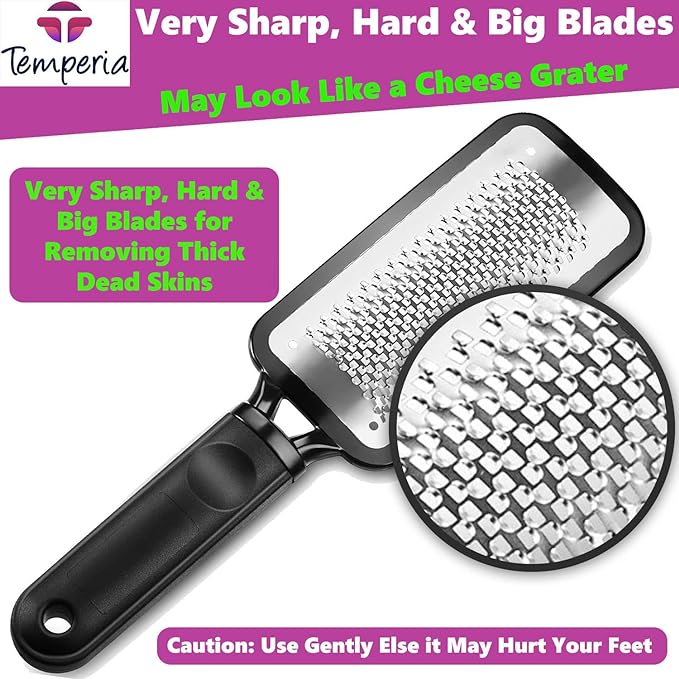 Temperia
Very Sharp, Hard & Big Blades
May Look Like a Cheese Grater
Very Sharp, Hard &
Big Blades for
Removing Thick
Dead Skins
Caution: Use Gently Else it May Hurt Your Feet